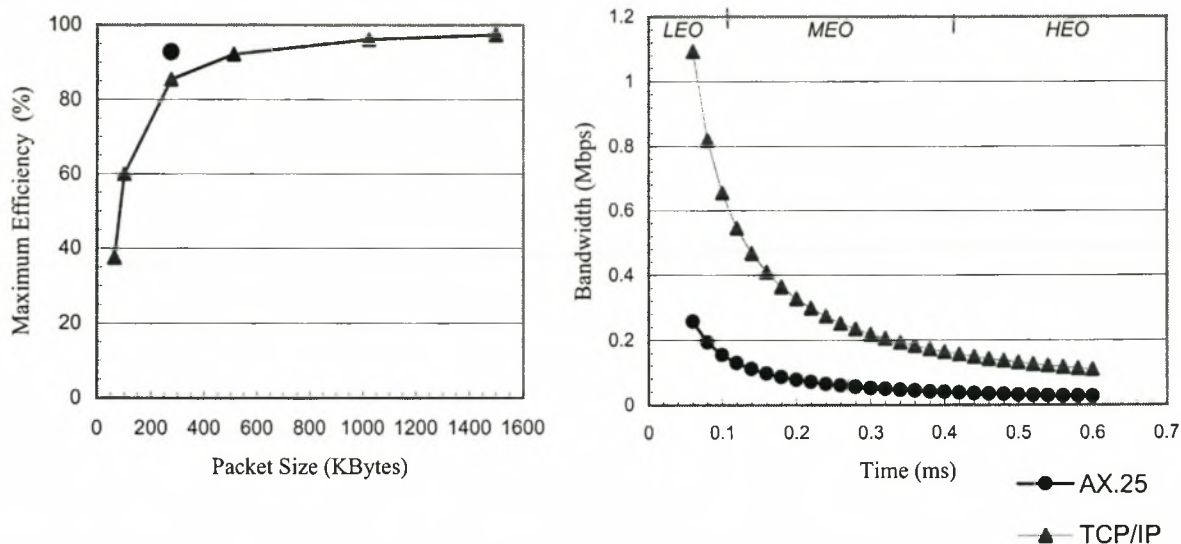 Maximum Efficiency (%)
100
80
60
40
20
0
0 200 400 600 800 1000 1200 1400 1600
Packet Size (KBytes)
Bandwidth (Mbps)
1.2
1
0.8
0.6
0.4
0.2
0
LEO MEO HEO
0 0.1 0.2 0.3 0.4 0.5 0.6 0.7
Time (ms)
AX.25
TCP/IP